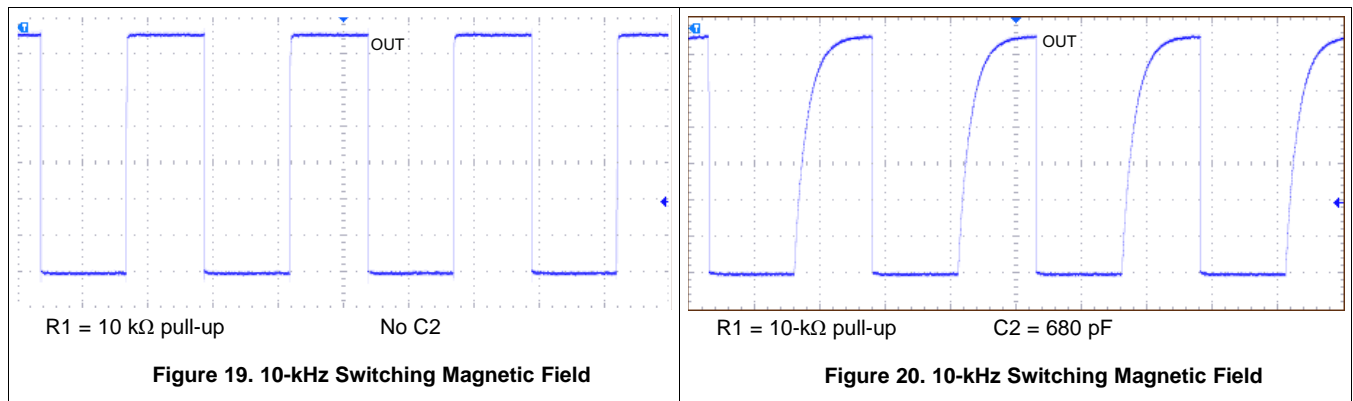 OUT
R1 = 10 kΩ pull-up No C2
Figure 19. 10-kHz Switching Magnetic Field
OUT
R1 = 10-kΩ pull-up C2 = 680 pF
Figure 20. 10-kHz Switching Magnetic Field